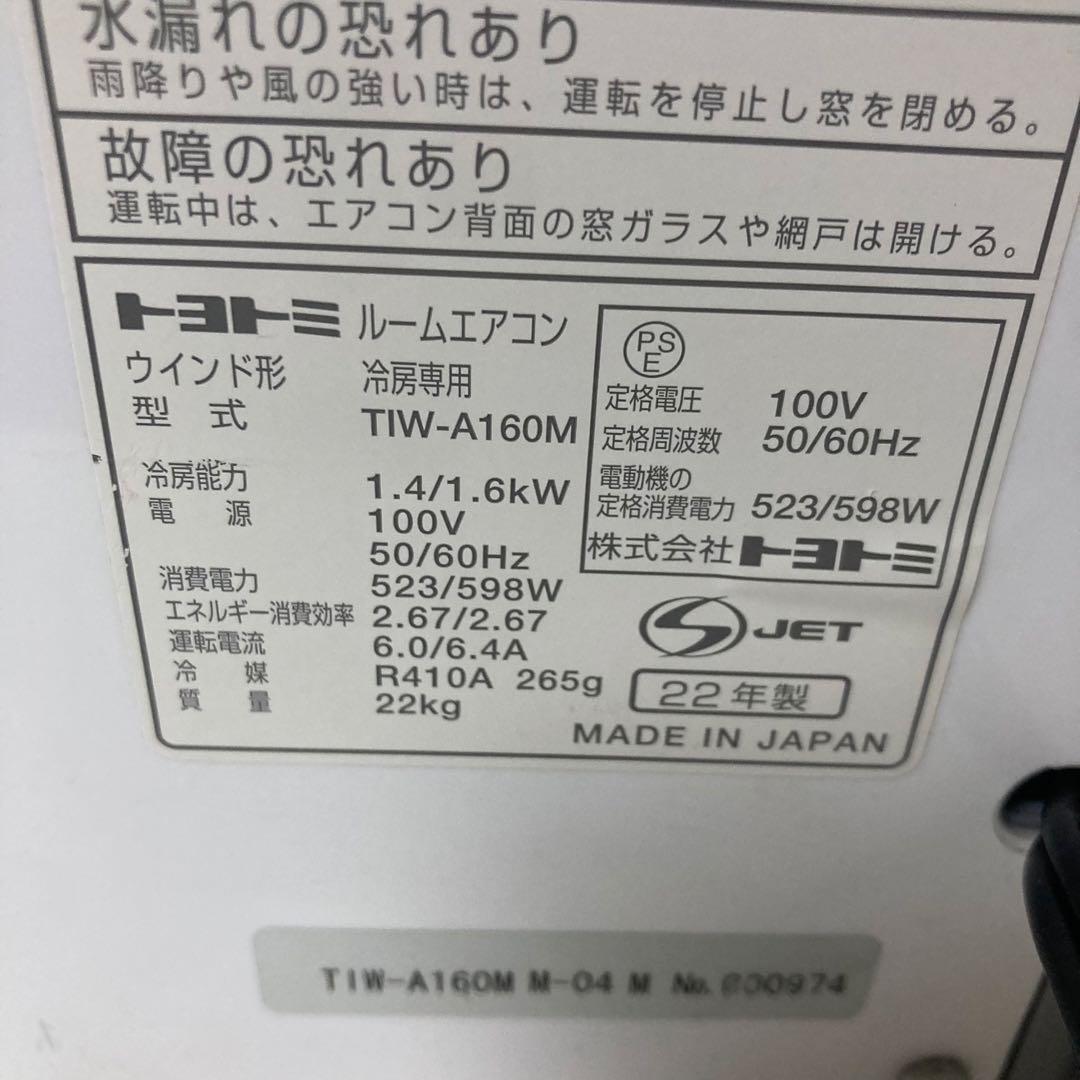 水漏れの恐れあり
雨降りや風の強い時は、運転を停止し窓を閉める。
故障の恐れあり
運転中は、エアコン背面の窓ガラスや網戸は開ける。
トヨトミ ルームエアコン
ウインド形 冷房専用
型式 TIW-A160M
冷房能力 1.4/1.6kW
電源 100V
50/60Hz
消費電力 523/598W
エネルギー消費効率 2.67/2.67
運転電流 6.0/6.4A
冷媒 R410A 265g
質量 22kg
PS
E
定格電圧 100V
定格周波数 50/60Hz
電動機の
定格消費電力 523/598W
株式会社トヨトミ
JET
22年製
MADE IN JAPAN
TIW-A160M M-04 M No.